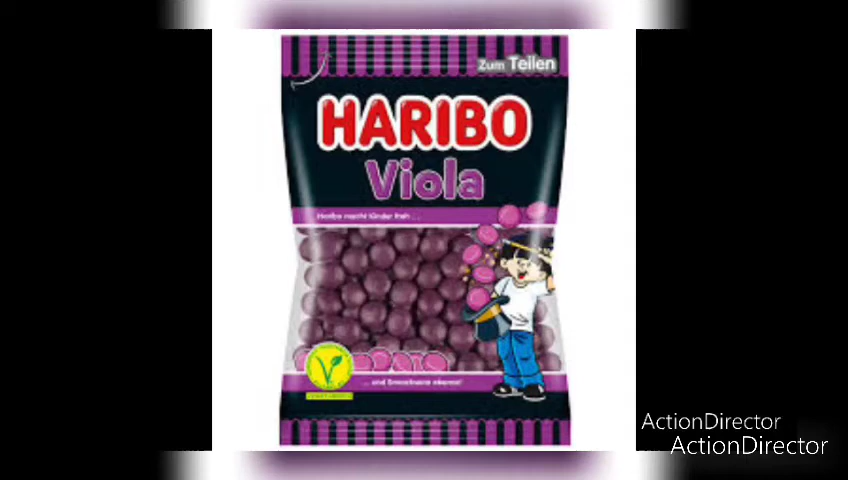 Zum Teilen
HARIBO
Viola
Haribo macht Kinder froh ...
... und Erwachsene ebenso!
ActionDirector
ActionDirector